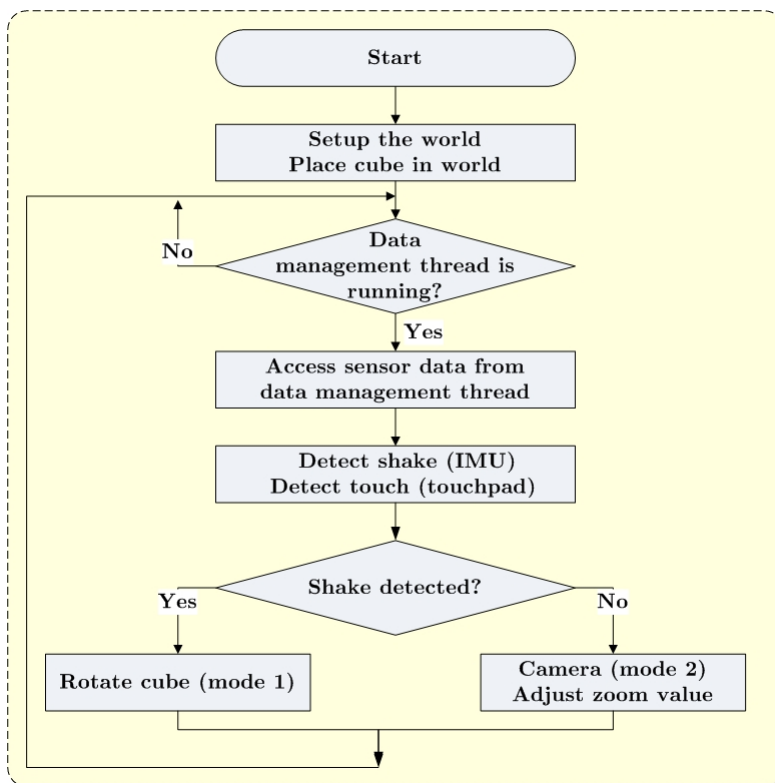 Start
Setup the world
Place cube in world
No
Data
management thread is
running?
Yes
Access sensor data from
data management thread
Detect shake (IMU)
Detect touch (touchpad)
Shake detected?
Yes
No
Rotate cube (mode 1)
Camera (mode 2)
Adjust zoom value